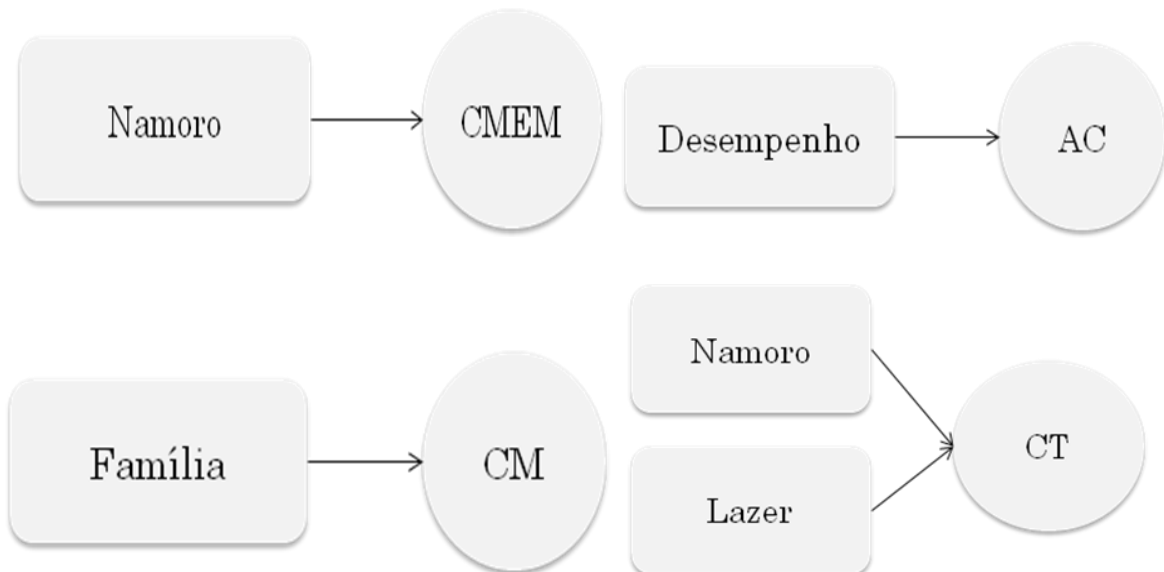 Namoro
CMEM
Desempenho
AC
Família
CM
Namoro
Lazer
CT